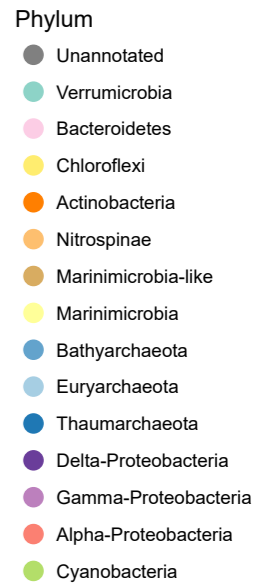 Phylum
Unannotated
Verrumicrobia
Bacteroidetes
Chloroflexi
Actinobacteria
Nitrospinae
Marinimicrobia-like
Marinimicrobia
Bathyarchaeota
Euryarchaeota
Thaumarchaeota
Delta-Proteobacteria
Gamma-Proteobacteria
Alpha-Proteobacteria
Cyanobacteria